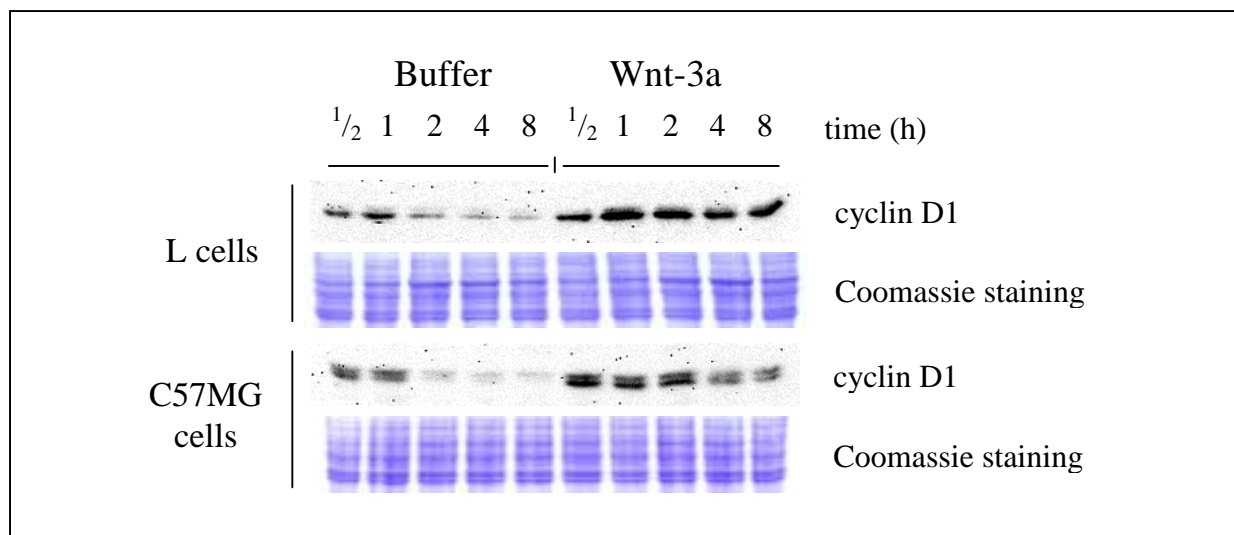 Buffer Wnt-3a
1/2 1 2 4 8 1/2 1 2 4 8 time (h)
cyclin D1
L cells
Coomassie staining
cyclin D1
C57MG
cells
Coomassie staining